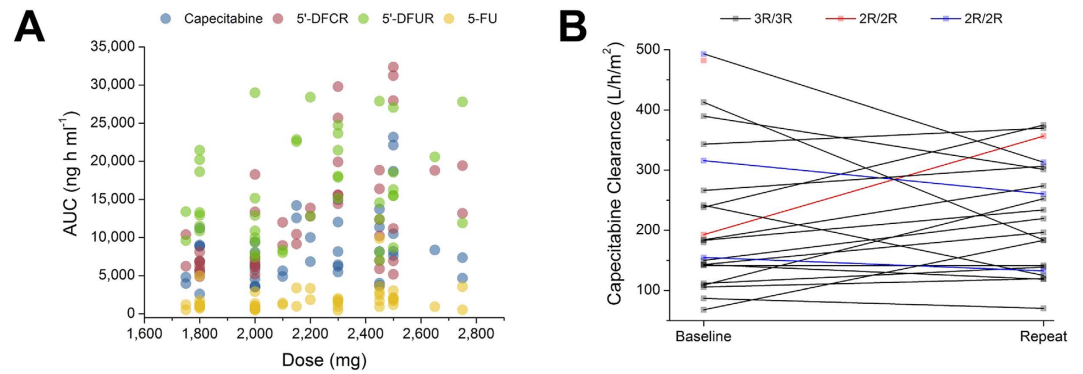 A
Capecitabine 5'-DFCR 5'-DFUR 5-FU
35,000
30,000
25,000
20,000
15,000
10,000
5,000
0
AUC (ng h ml⁻¹)
1,600 1,800 2,000 2,200 2,400 2,600 2,800
Dose (mg)
B
3R/3R 2R/2R 2R/2R
500
400
300
200
100
Capecitabine Clearance (L/h/m²)
Baseline Repeat